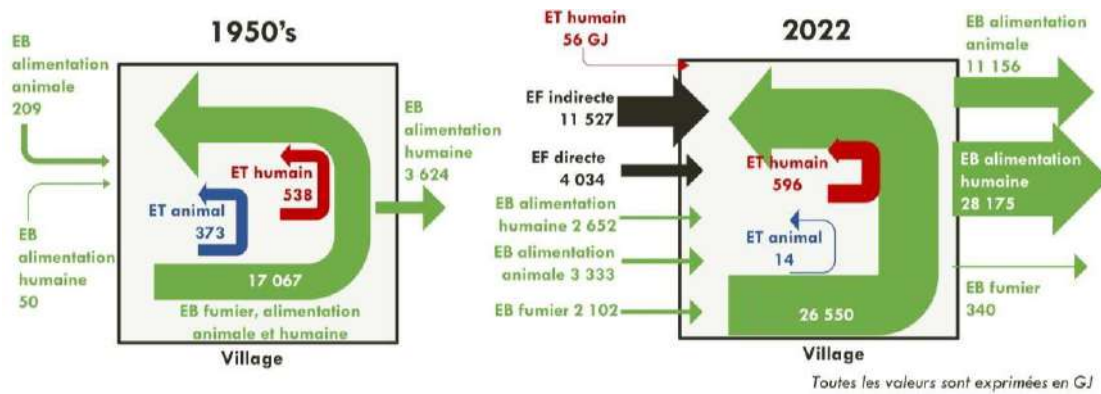 1950's
EB
alimentation
animale
209
EB
alimentation
humaine
50
ET humain
538
ET animal
373
17 067
EB fumier, alimentation
animale et humaine
Village
EB
alimentation
humaine
3 624
2022
ET humain
56 GJ
EF indirecte
11 527
EF directe
4 034
EB alimentation
humaine 2 652
EB alimentation
animale 3 333
EB fumier 2 102
ET humain
596
ET animal
14
26 550
Village
EB alimentation
animale
11 156
EB alimentation
humaine
28 175
EB fumier
340
Toutes les valeurs sont exprimées en GJ